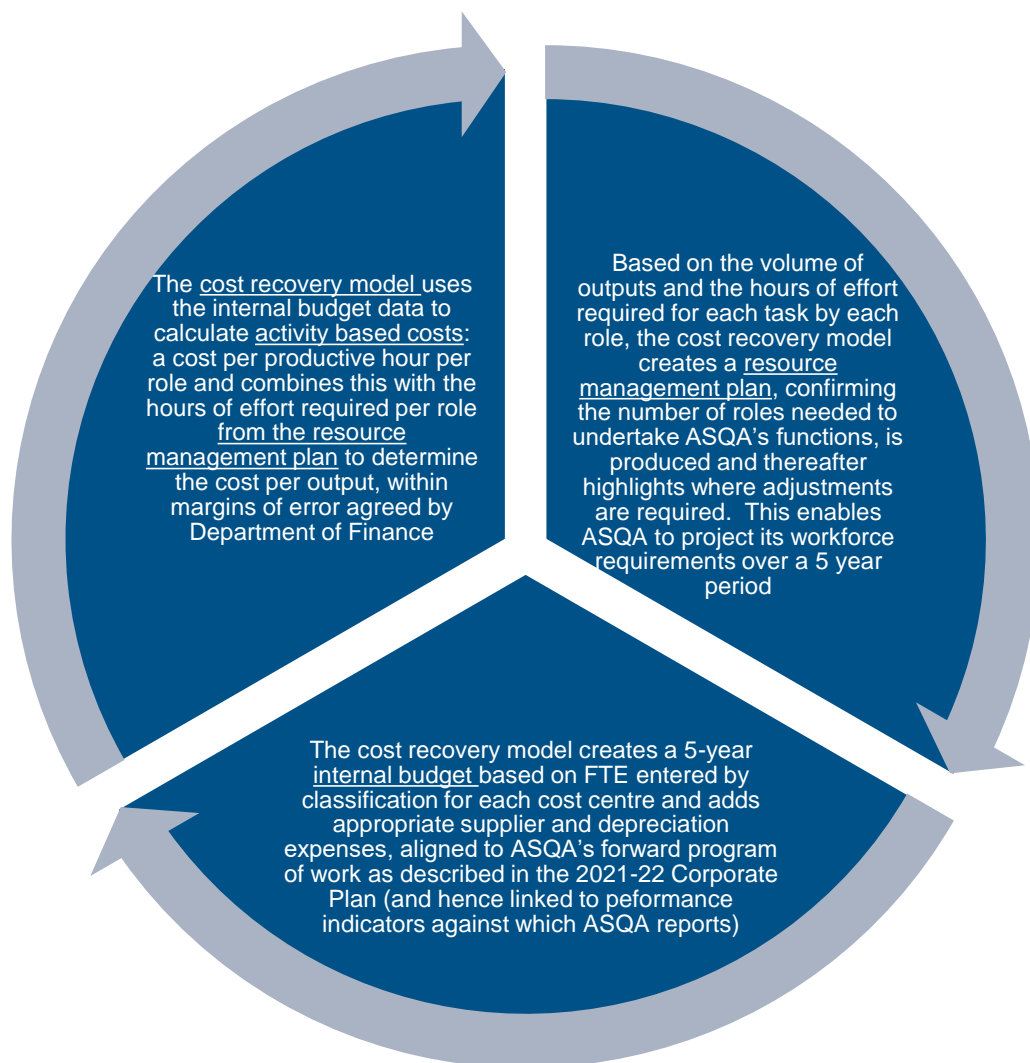 The cost recovery model uses
the internal budget data to
calculate activity based costs:
a cost per productive hour per
role and combines this with the
hours of effort required per role
from the resource
management plan to determine
the cost per output, within
margins of error agreed by
Department of Finance
Based on the volume of
outputs and the hours of effort
required for each task by each
role, the cost recovery model
creates a resource
management plan, confirming
the number of roles needed to
undertake ASQA's functions, is
produced and thereafter
highlights where adjustments
are required.  This enables
ASQA to project its workforce
requirements over a 5 year
period
The cost recovery model creates a 5-year
internal budget based on FTE entered by
classification for each cost centre and adds
appropriate supplier and depreciation
expenses, aligned to ASQA's forward program
of work as described in the 2021-22 Corporate
Plan (and hence linked to peformance
indicators against which ASQA reports)